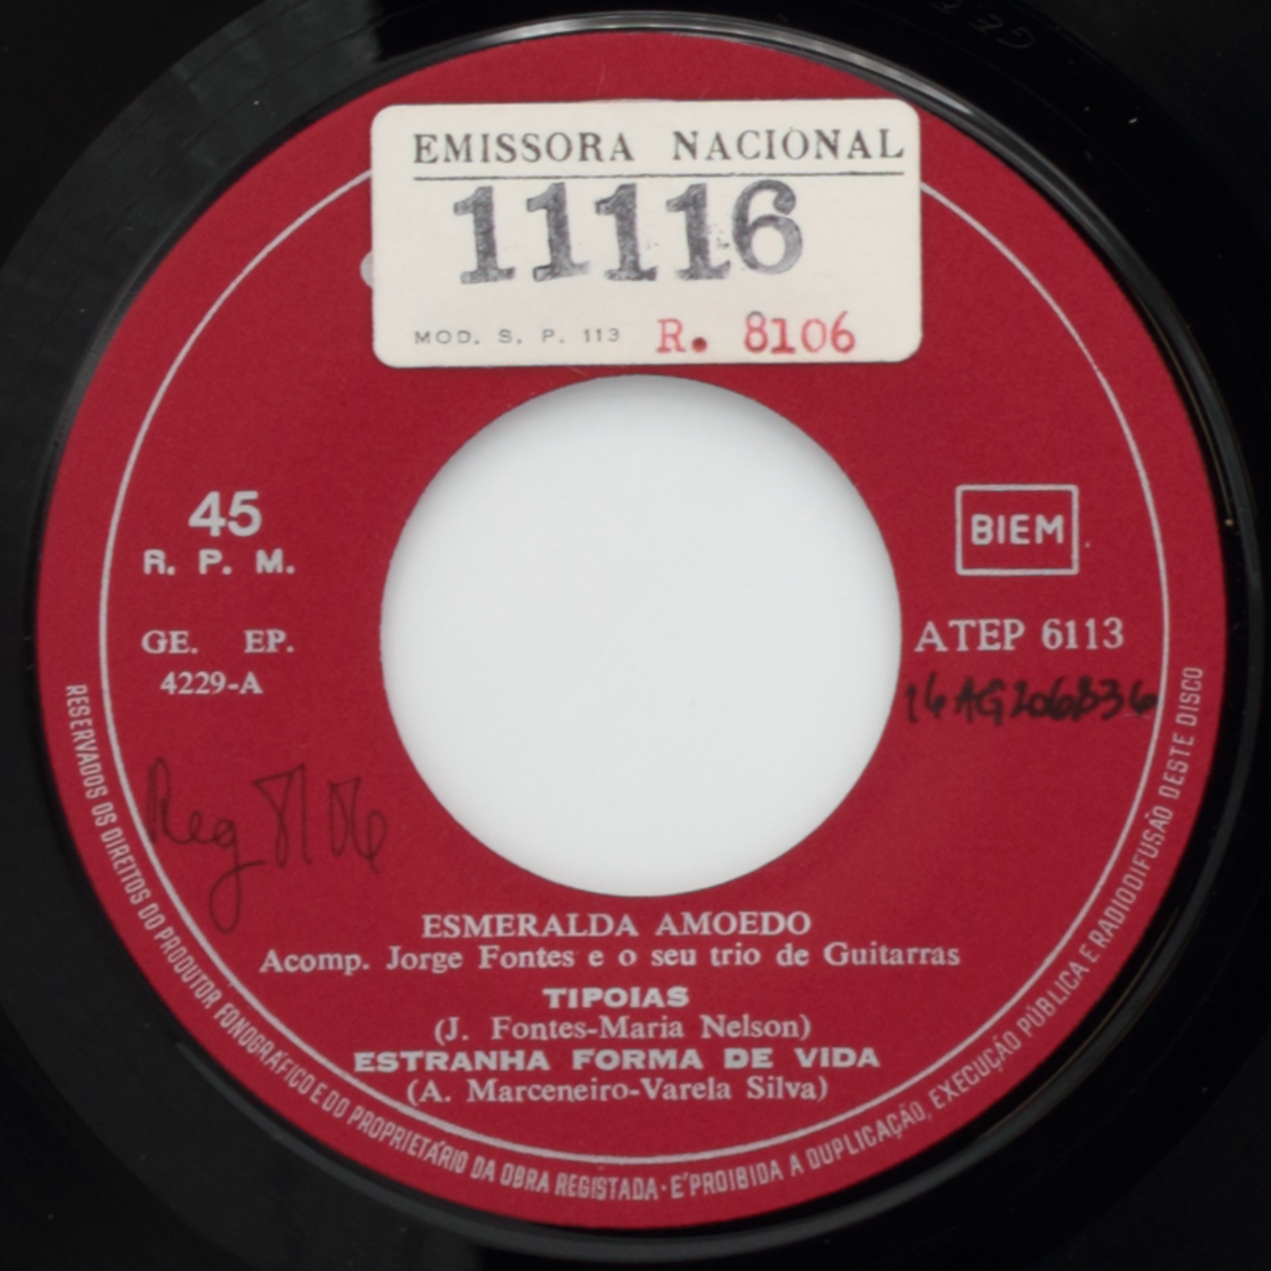 EMISSORA NACIONAL
11116
MOD. S. P. 113 R. 8106
45
R. P. M.
BIEM
GE. EP.
4229-A
ATEP 6113
Reg 8106
ESMERALDA AMOEDO
Acomp. Jorge Fontes e o seu trio de Guitarras
TIPOIAS
(J. Fontes-Maria Nelson)
ESTRANHA FORMA DE VIDA
(A. Marceneiro-Varela Silva)
RESERVADOS OS DIREITOS DO PRODUTOR FONOGRÁFICO E DO PROPRIETÁRIO DA OBRA REGISTADA · E'PROIBIDA A DUPLICAÇÃO, EXECUÇÃO PÚBLICA E RADIODIFUSÃO DESTE DISCO